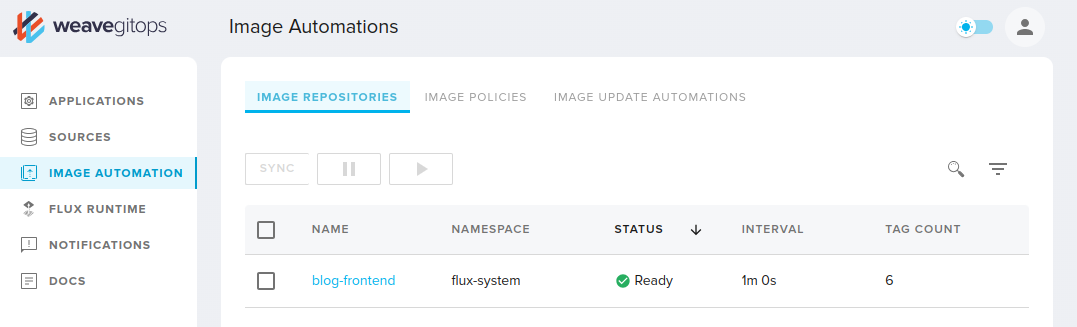 weavegitops
Image Automations
APPLICATIONS
SOURCES
IMAGE AUTOMATION
FLUX RUNTIME
NOTIFICATIONS
DOCS
IMAGE REPOSITORIES IMAGE POLICIES IMAGE UPDATE AUTOMATIONS
SYNC
NAME NAMESPACE STATUS INTERVAL TAG COUNT
blog-frontend flux-system Ready 1m 0s 6